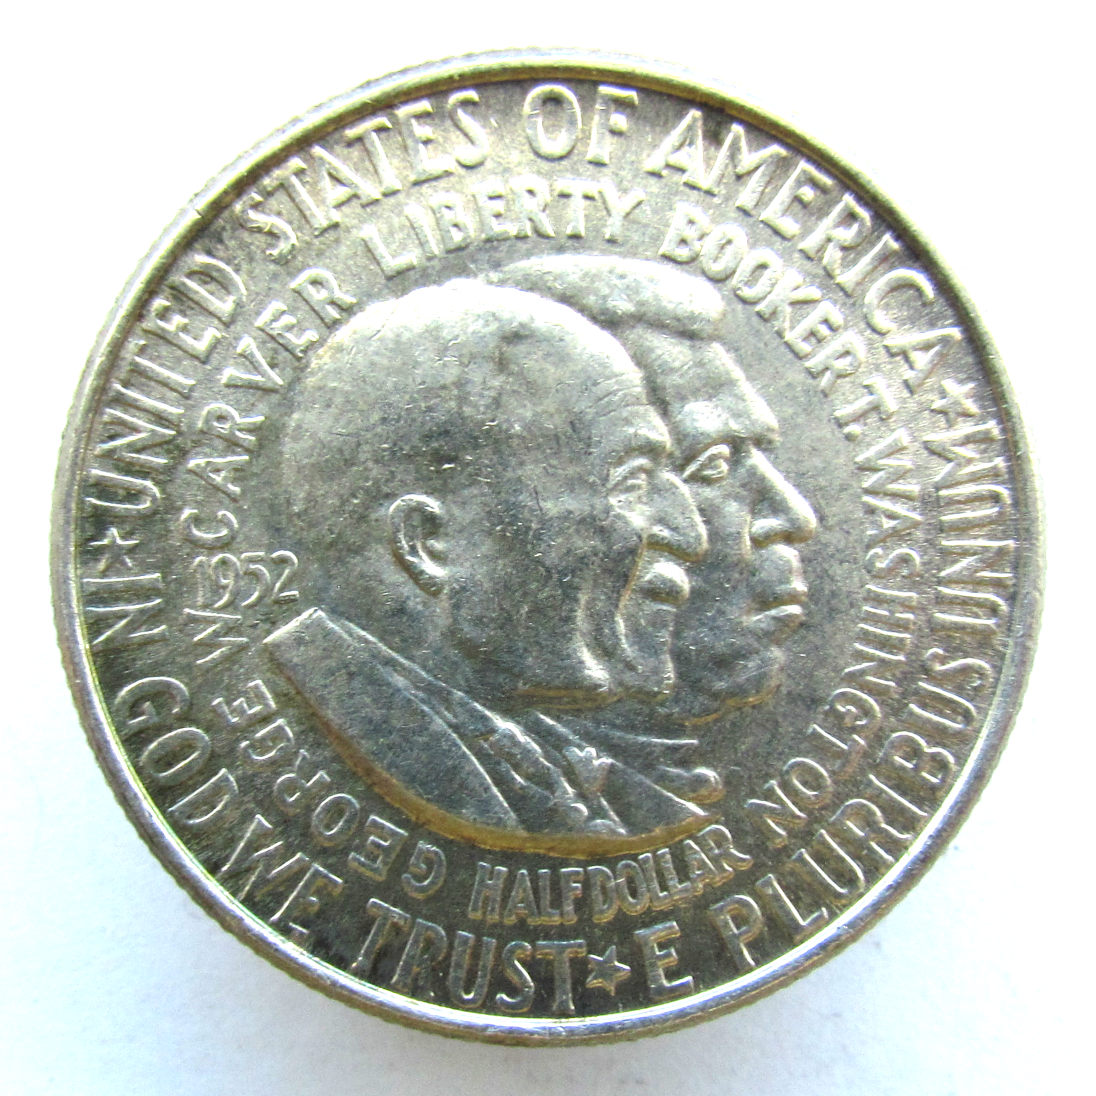 UNITED STATES OF AMERICA
E PLURIBUS UNUM
IN GOD WE TRUST
GEORGE W CARVER
LIBERTY
BOOKER T. WASHINGTON
1952
HALF DOLLAR